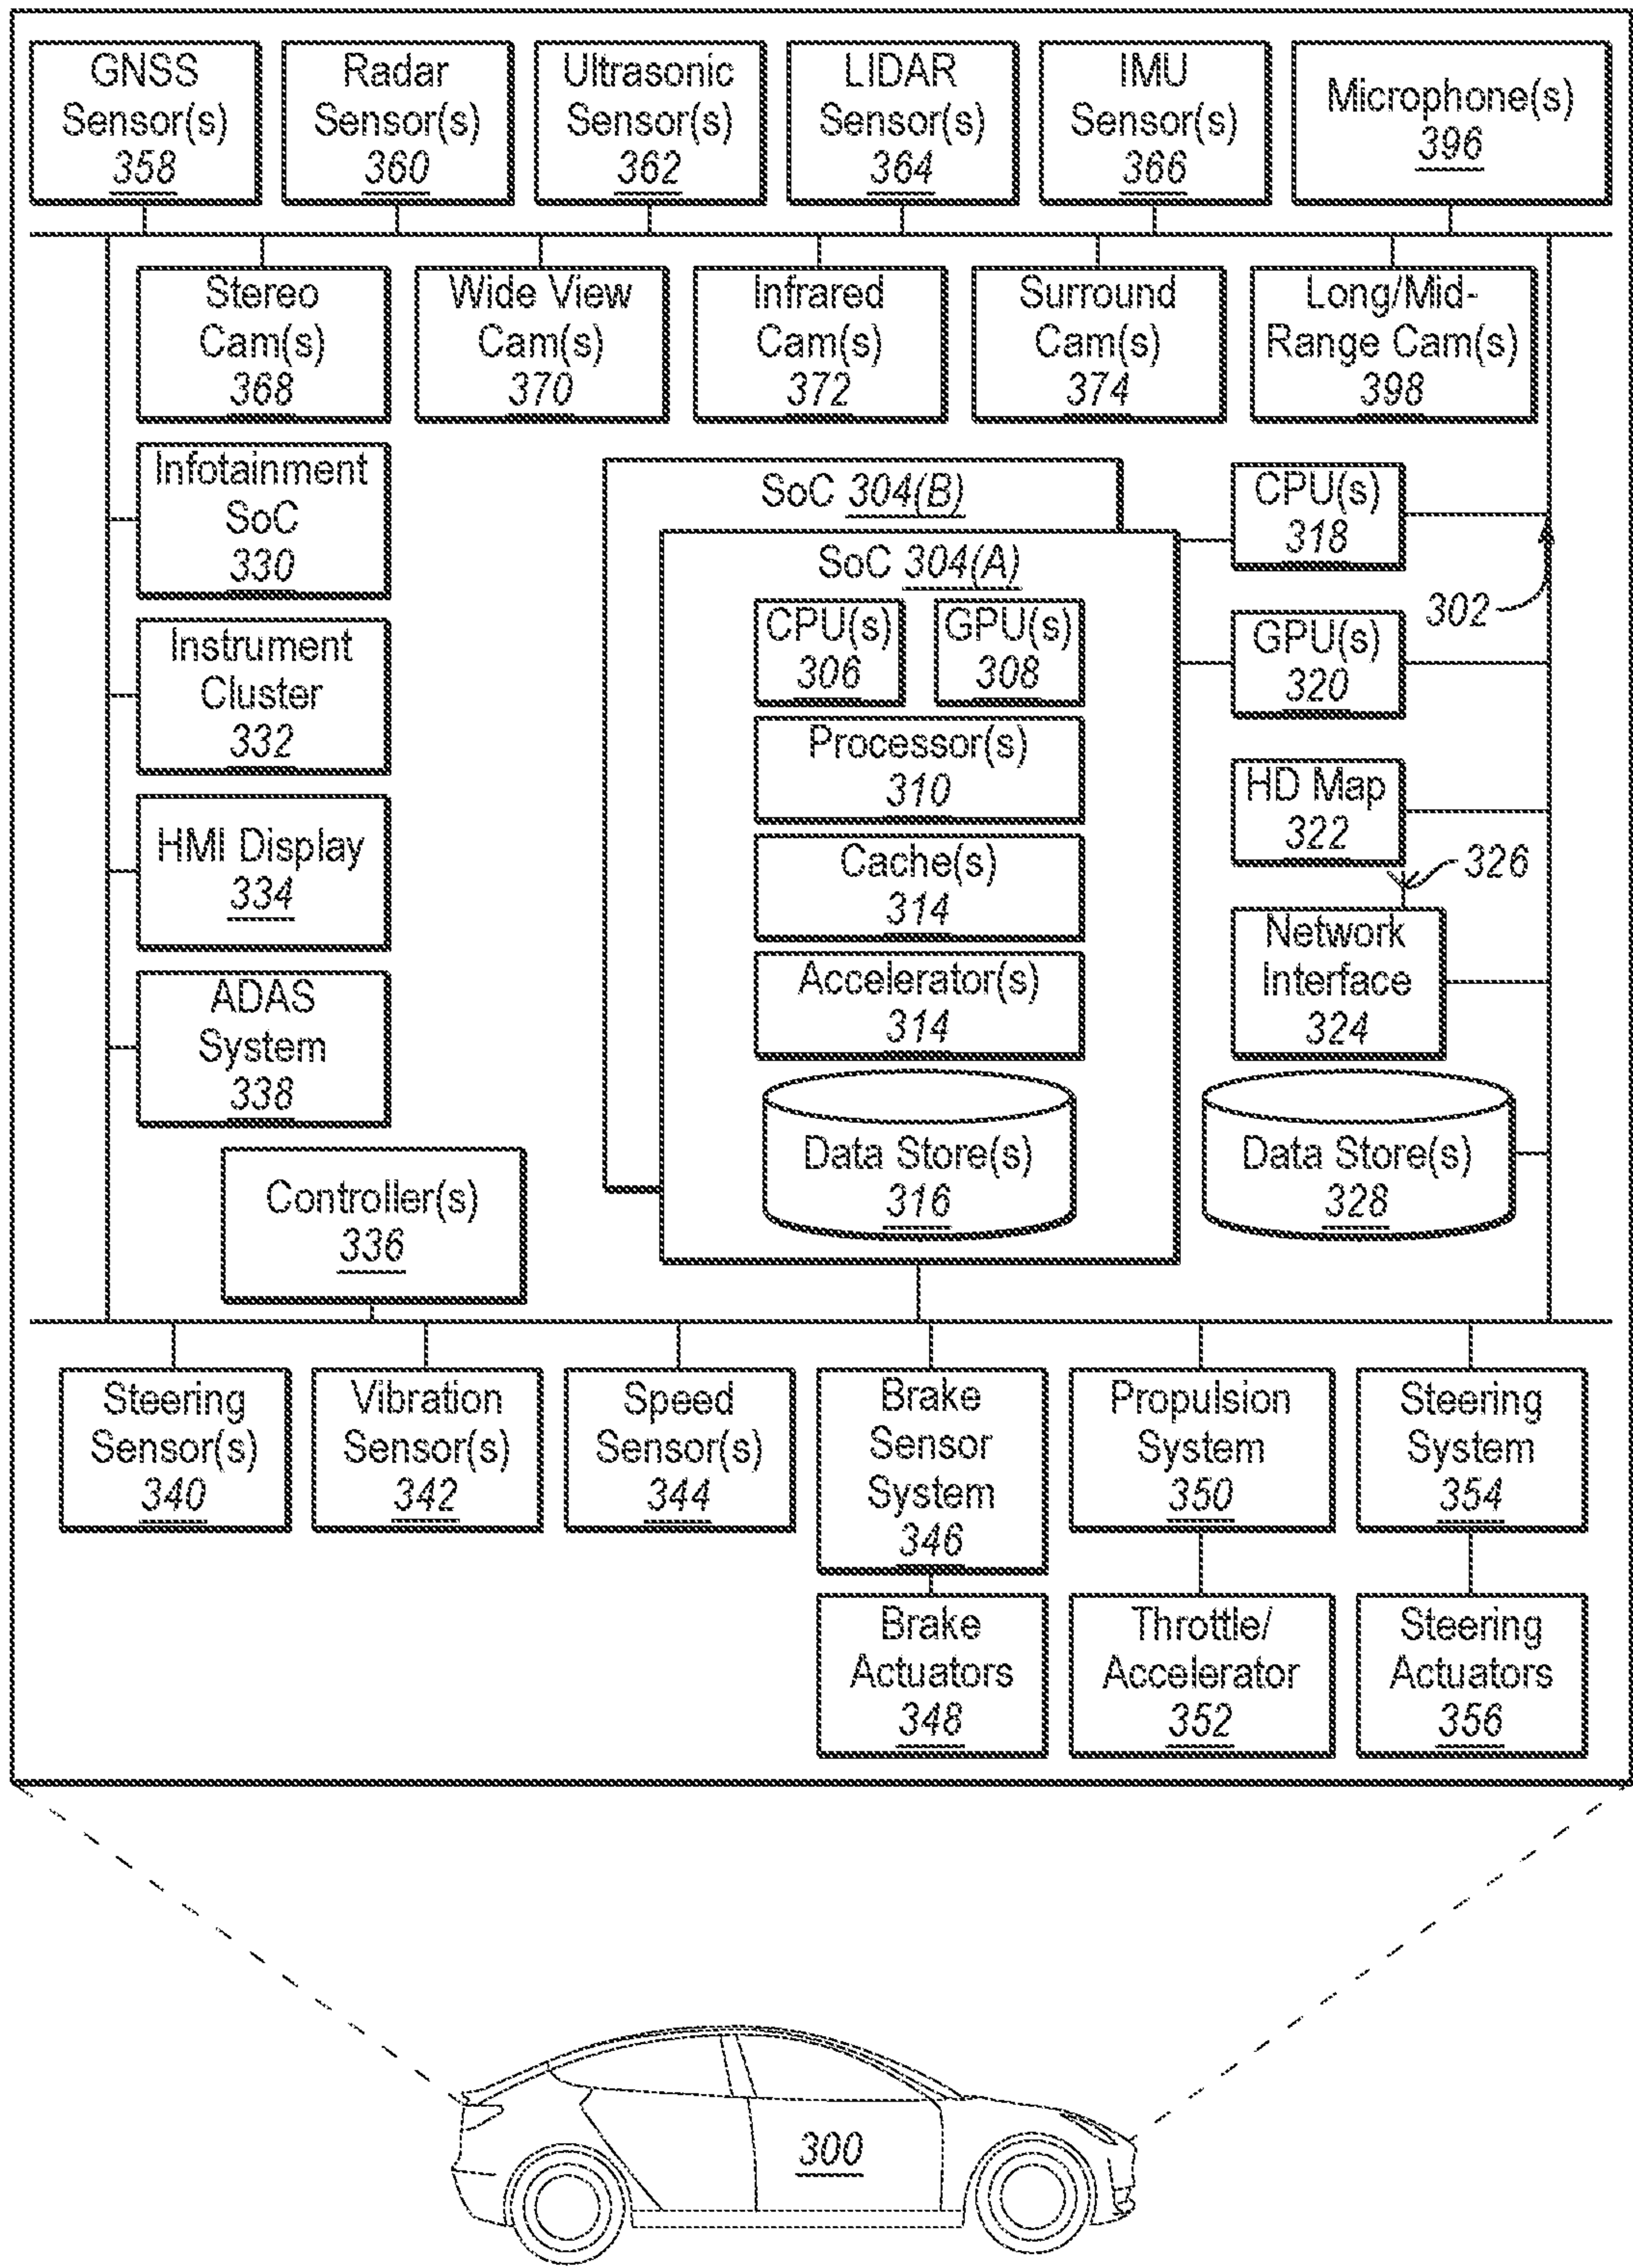 GNSS
Sensor(s)
358
Radar
Sensor(s)
360
Ultrasonic
Sensor(s)
362
LIDAR
Sensor(s)
364
IMU
Sensor(s)
366
Microphone(s)
396
Stereo
Cam(s)
368
Wide View
Cam(s)
370
Infrared
Cam(s)
372
Surround
Cam(s)
374
Long/Mid-
Range Cam(s)
398
Infotainment
SoC
330
Instrument
Cluster
332
HMI Display
334
ADAS
System
338
Controller(s)
336
SoC 304(B)
SoC 304(A)
CPU(s)
306
GPU(s)
308
Processor(s)
310
Cache(s)
314
Accelerator(s)
314
Data Store(s)
316
CPU(s)
318
302
GPU(s)
320
HD Map
322
326
Network
Interface
324
Data Store(s)
328
Steering
Sensor(s)
340
Vibration
Sensor(s)
342
Speed
Sensor(s)
344
Brake
Sensor
System
346
Propulsion
System
350
Steering
System
354
Brake
Actuators
348
Throttle/
Accelerator
352
Steering
Actuators
356
300